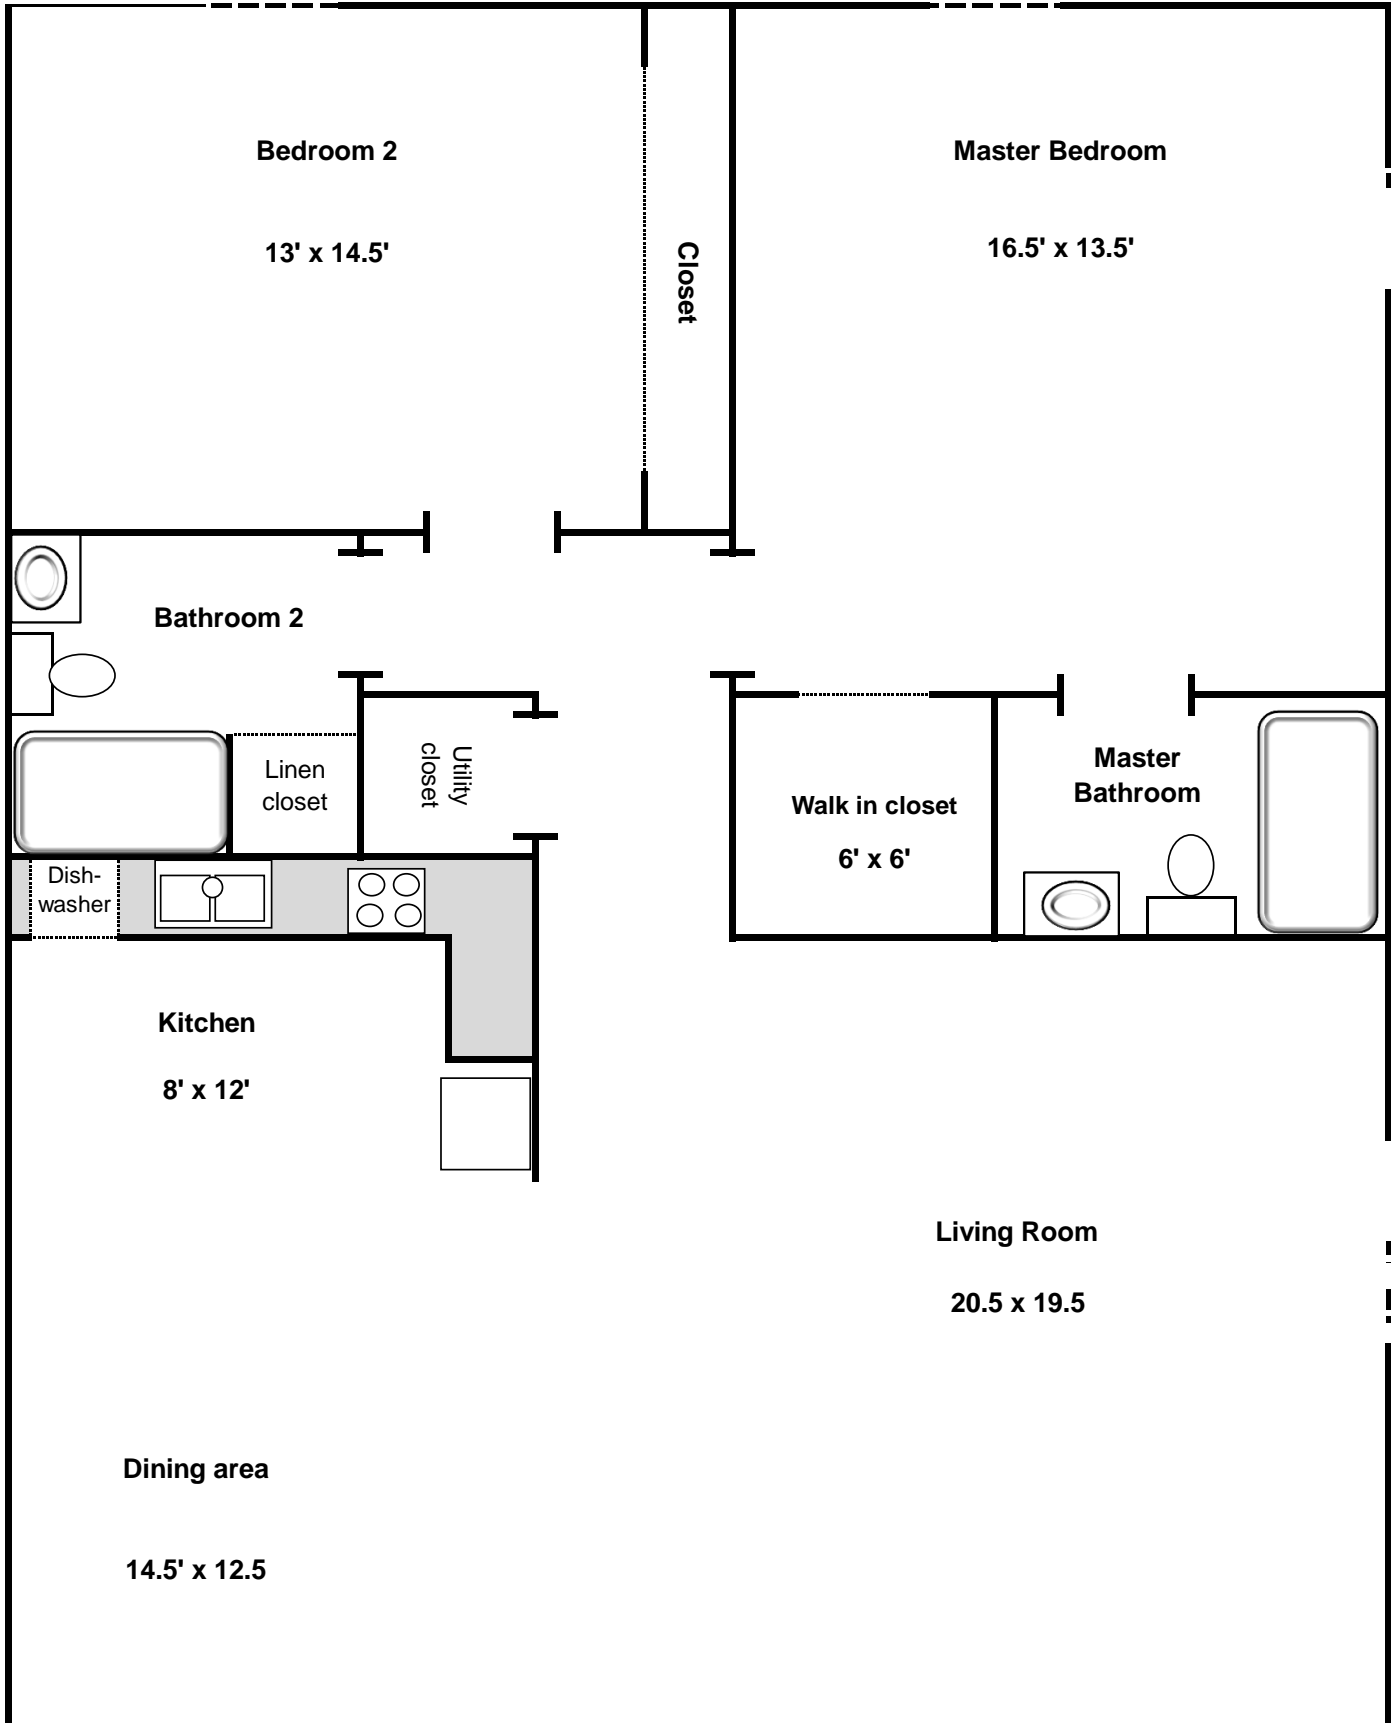 Bedroom 2
13' x 14.5'
Closet
Master Bedroom
16.5' x 13.5'
Bathroom 2
Linen
closet
Utility
closet
Walk in closet
6' x 6'
Master
Bathroom
Dish-
washer
Kitchen
8' x 12'
Living Room
20.5 x 19.5
Dining area
14.5' x 12.5